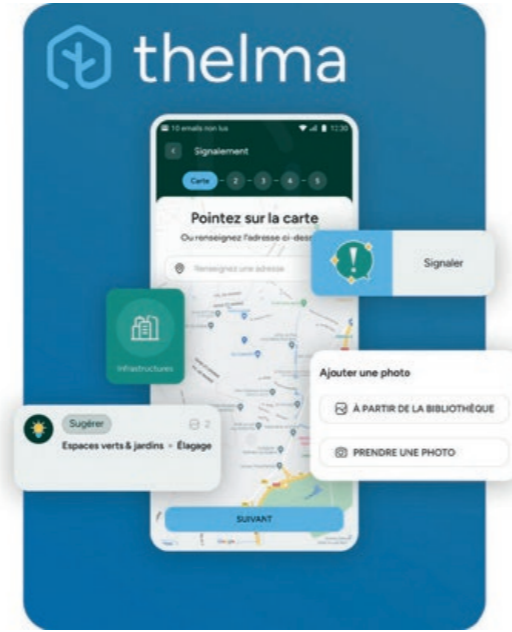 thelma
10 emails non lus
12:30
Signalement
Carte - 2 - 3 - 4 - 5
Pointez sur la carte
Ou renseignez l'adresse ci-dess
Renseignez une adresse
Signaler
Infrastructures
Ajouter une photo
À PARTIR DE LA BIBLIOTHÈQUE
PRENDRE UNE PHOTO
Sugérer
2
Espaces verts & jardins - Élagage
SUIVANT
Google